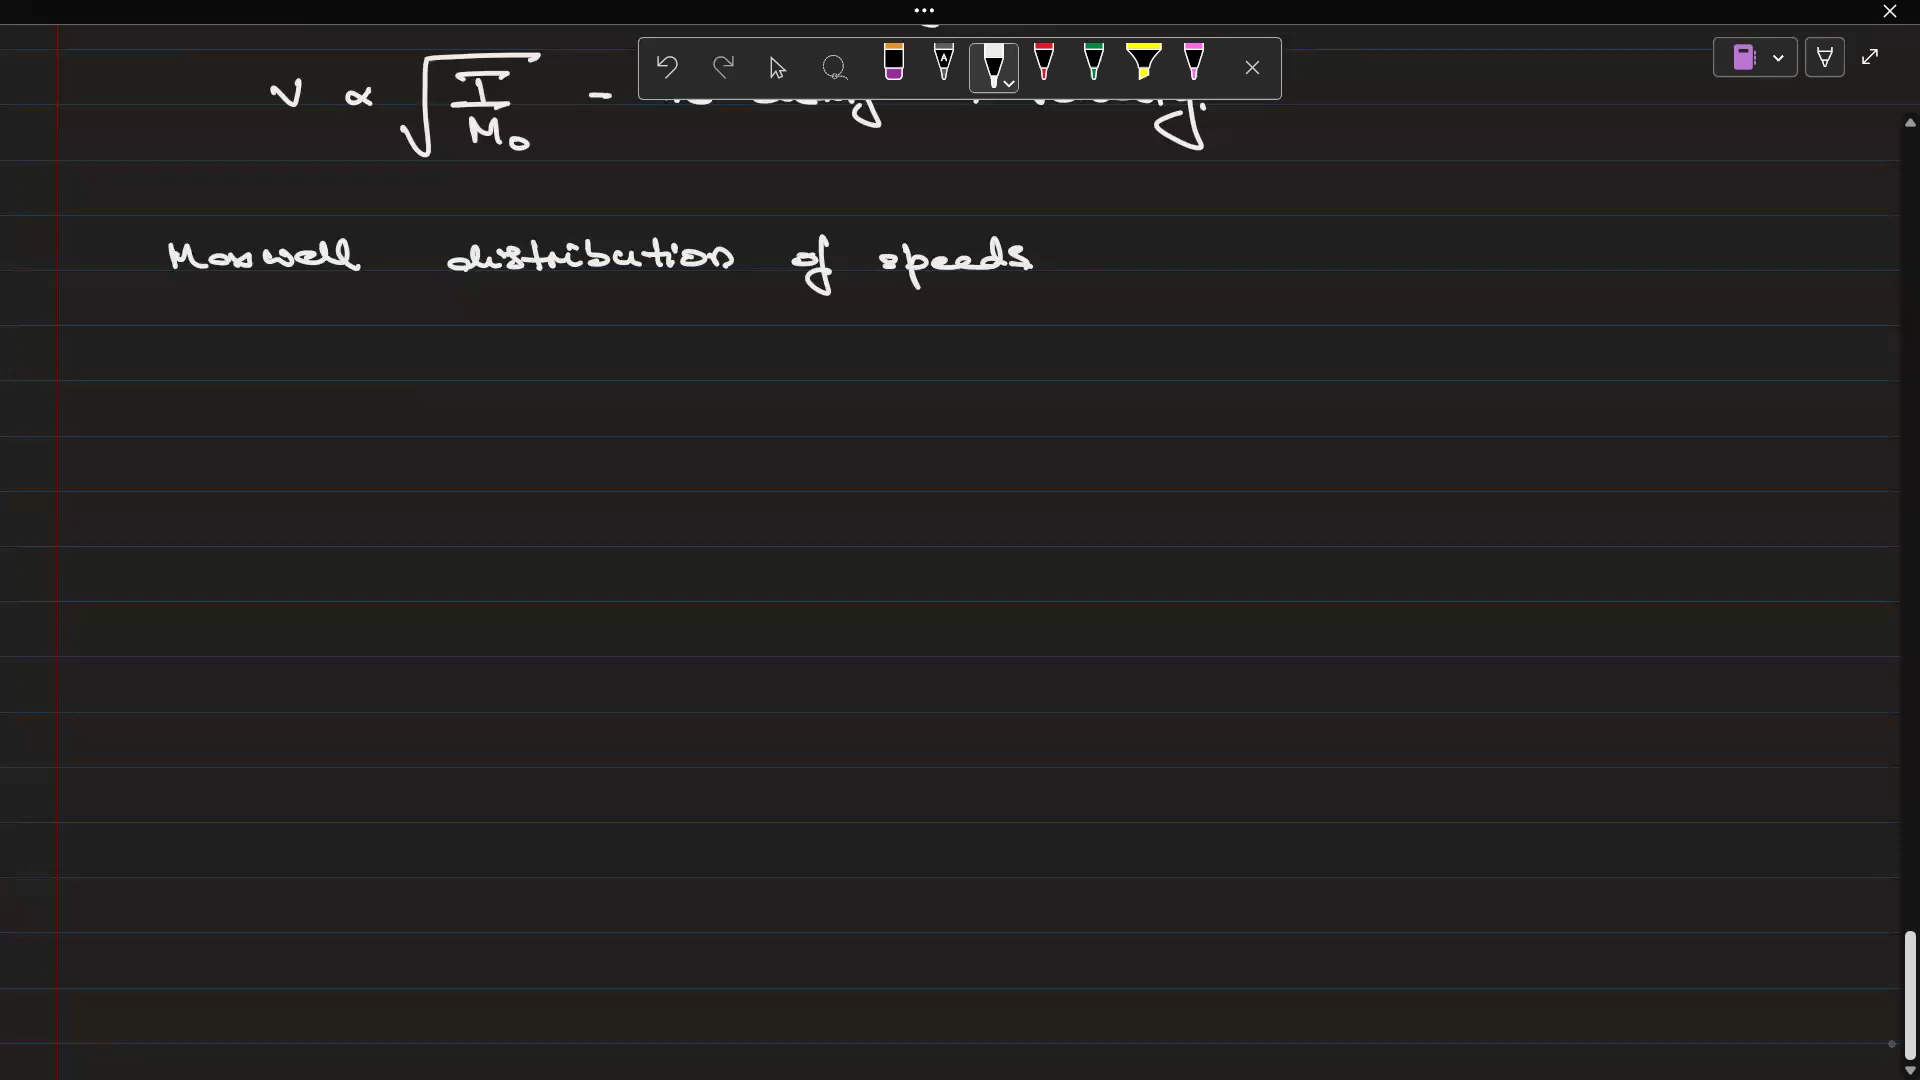 v ∝ √(T/M₀) -
Maxwell distribution of speeds